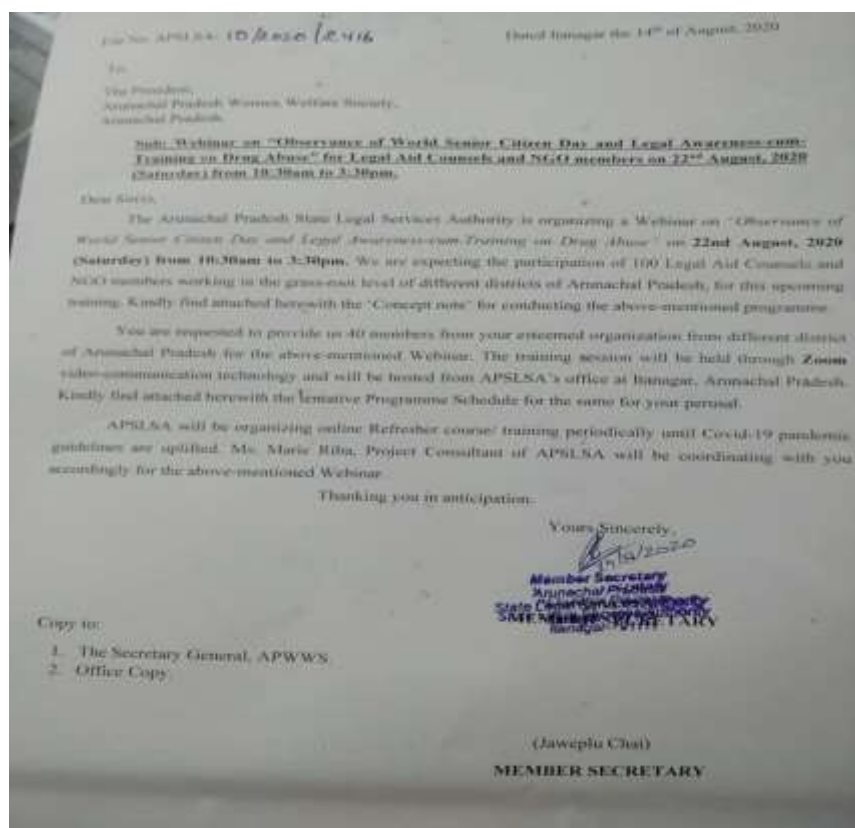 File No. APSLSA- 10/2020/2416 Dated Itanagar the 14th of August, 2020
To,
The President,
Arunachal Pradesh Women Welfare Society,
Arunachal Pradesh.
Sub: Webinar on "Observance of World Senior Citizen Day and Legal Awareness-cum-
Training on Drug Abuse" for Legal Aid Counsels and NGO members on 22nd August, 2020
(Saturday) from 10:30am to 3:30pm.
Dear
The Arunachal Pradesh State Legal Services Authority is organizing a Webinar on "Observance of
World Senior Citizen Day and Legal Awareness-cum-Training on Drug Abuse" on 22nd August, 2020
(Saturday) from 10:30am to 3:30pm. We are expecting the participation of 100 Legal Aid Counsels and
NGO members working in the grass-root level of different districts of Arunachal Pradesh, for this upcoming
training. Kindly find attached herewith the 'Concept note' for conducting the above-mentioned programme.
You are requested to provide us 40 members from your esteemed organization from different district
of Arunachal Pradesh for the above-mentioned Webinar. The training session will be held through Zoom
video-communication technology and will be hosted from APSLSA's office at Itanagar, Arunachal Pradesh.
Kindly find attached herewith the tentative Programme Schedule for the same for your perusal.
APSLSA will be organizing online Refresher course/ training periodically until Covid-19 pandemic
guidelines are uplifted. Ms. Marie Riba, Project Consultant of APSLSA will be coordinating with you
accordingly for the above-mentioned Webinar.
Thanking you in anticipation.
Yours Sincerely,
Member Secretary
Arunachal Pradesh
State Legal Services Authority
MEMBER SECRETARY
Itanagar
Copy to:
1. The Secretary General, APWWS
2. Office Copy
(Jaweplu Chai)
MEMBER SECRETARY